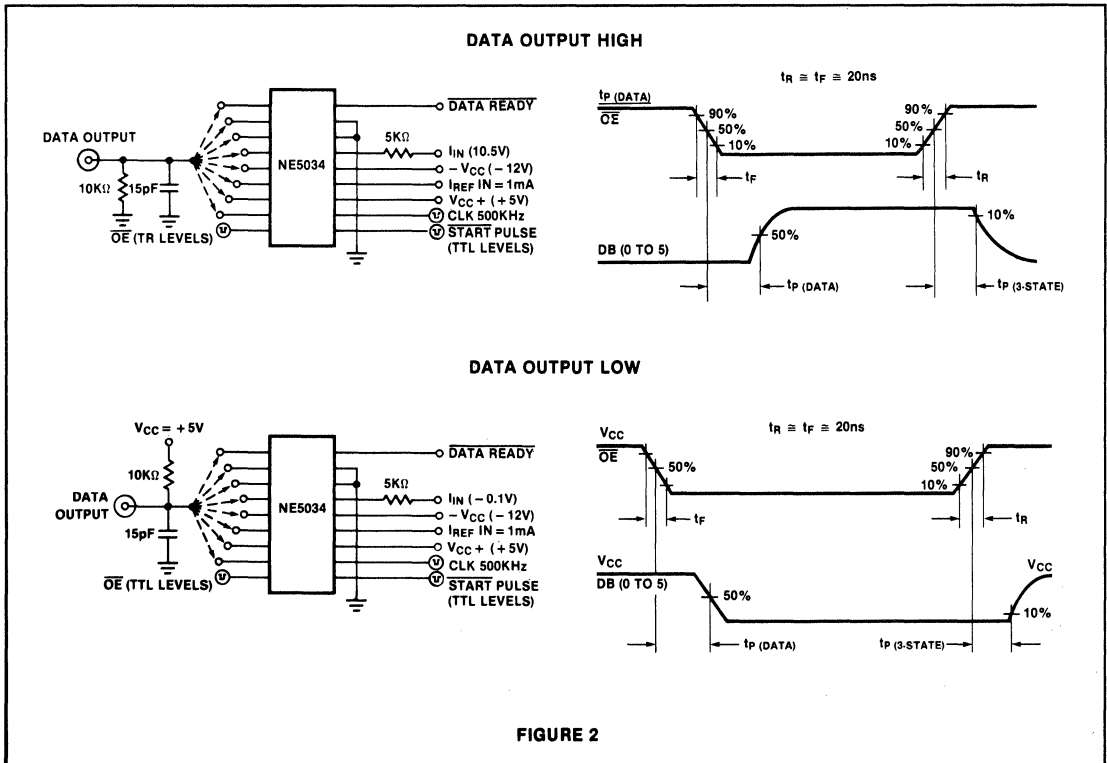 DATA OUTPUT HIGH
DATA OUTPUT
10KΩ
15pF
OE (TR LEVELS)
NE5034
DATA READY
5KΩ
IIN (10.5V)
- VCC (- 12V)
IREF IN = 1mA
VCC + (+ 5V)
CLK 500KHz
START PULSE
(TTL LEVELS)
tR ≅ tF ≅ 20ns
tP (DATA)
OE
90%
50%
10%
tF
90%
50%
10%
tR
DB (0 TO 5)
50%
10%
tP (DATA)
tP (3-STATE)
DATA OUTPUT LOW
VCC = + 5V
10KΩ
DATA
OUTPUT
15pF
OE (TTL LEVELS)
NE5034
DATA READY
5KΩ
IIN (- 0.1V)
- VCC (- 12V)
IREF IN = 1mA
VCC + (+ 5V)
CLK 500KHz
START PULSE
(TTL LEVELS)
tR ≅ tF ≅ 20ns
VCC
OE
50%
tF
90%
50%
10%
tR
VCC
DB (0 TO 5)
50%
VCC
10%
tP (DATA)
tP (3-STATE)
FIGURE 2